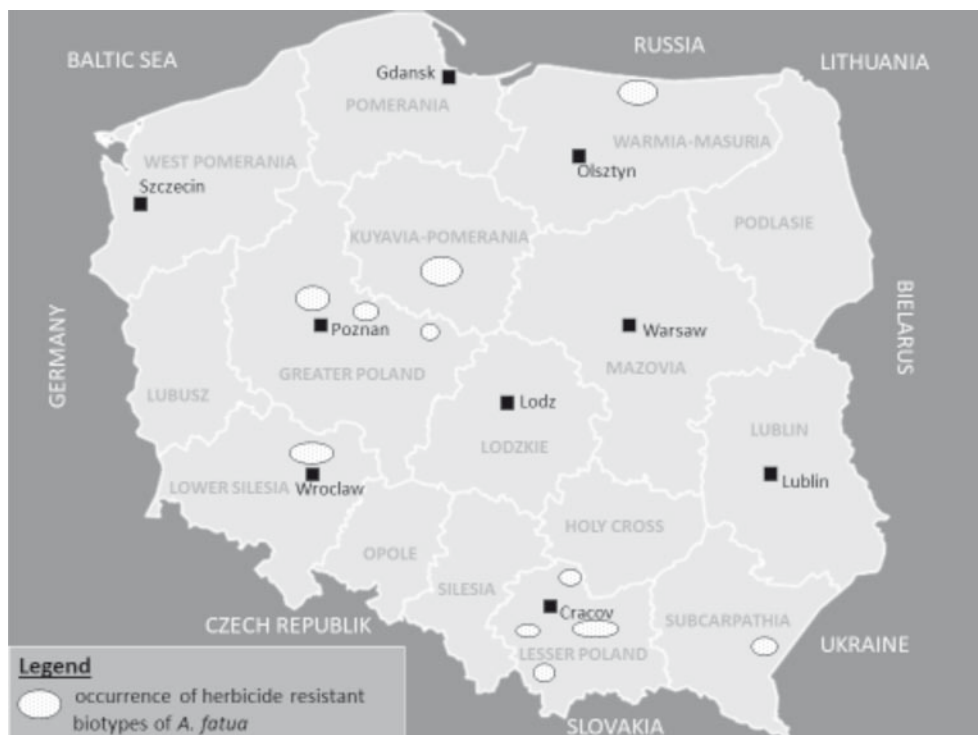 RUSSIA
BALTIC SEA
LITHUANIA
Gdansk
POMERANIA
WARMIA-MASURIA
WEST POMERANIA
Olsztyn
Szczecin
PODLASIE
KUYAVIA-POMERANIA
GERMANY
BIELARUS
Poznan
Warsaw
GREATER POLAND
MAZOVIA
LUBUSZ
Lodz
LUBLIN
LODZKIE
Lublin
LOWER SILESIA
Wroclaw
HOLY CROSS
OPOLE
SILESIA
Cracov
SUBCARPATHIA
CZECH REPUBLIK
UKRAINE
LESSER POLAND
SLOVAKIA
Legend
occurrence of herbicide resistant
biotypes of A. fatua